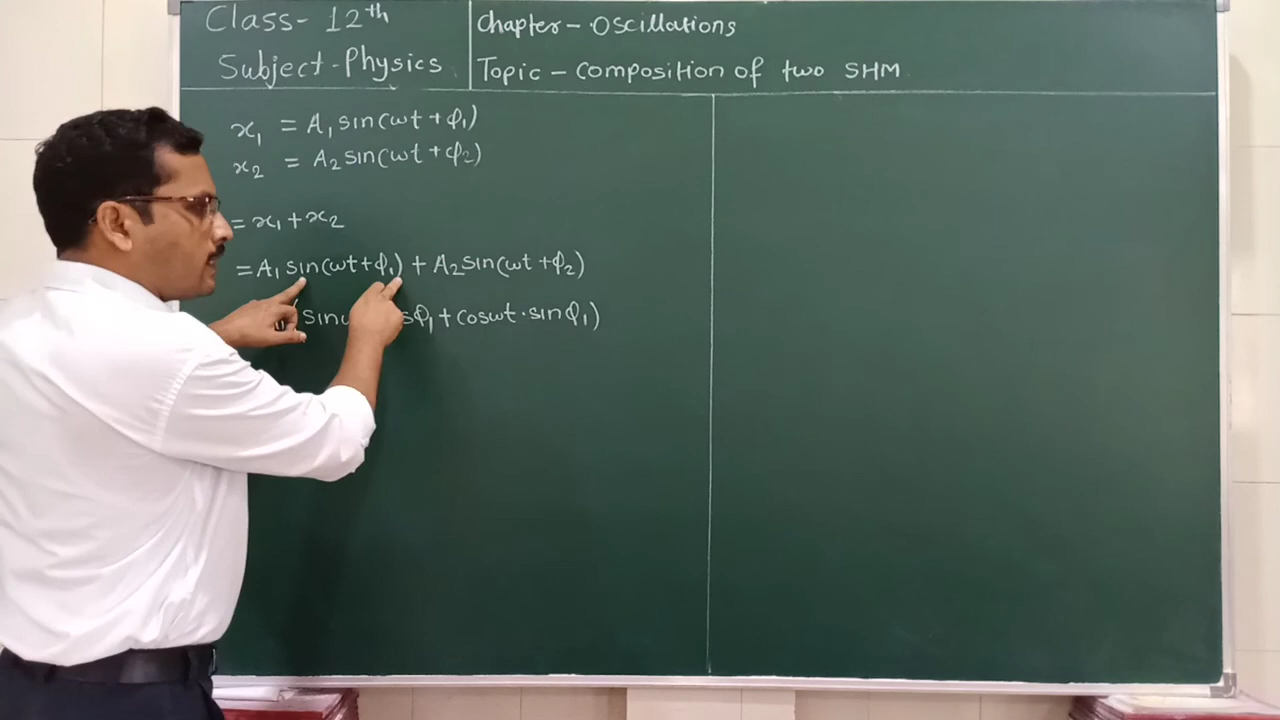 Class- 12th
Subject-Physics
Chapter- Oscillations
Topic - Composition of two SHM
x₁ = A₁ sin(ωt + φ₁)
x₂ = A₂ sin(ωt + φ₂)
= x₁ + x₂
= A₁ sin(ωt+φ₁) + A₂ sin(ωt+φ₂)
φ₁ + cosωt · sinφ₁)